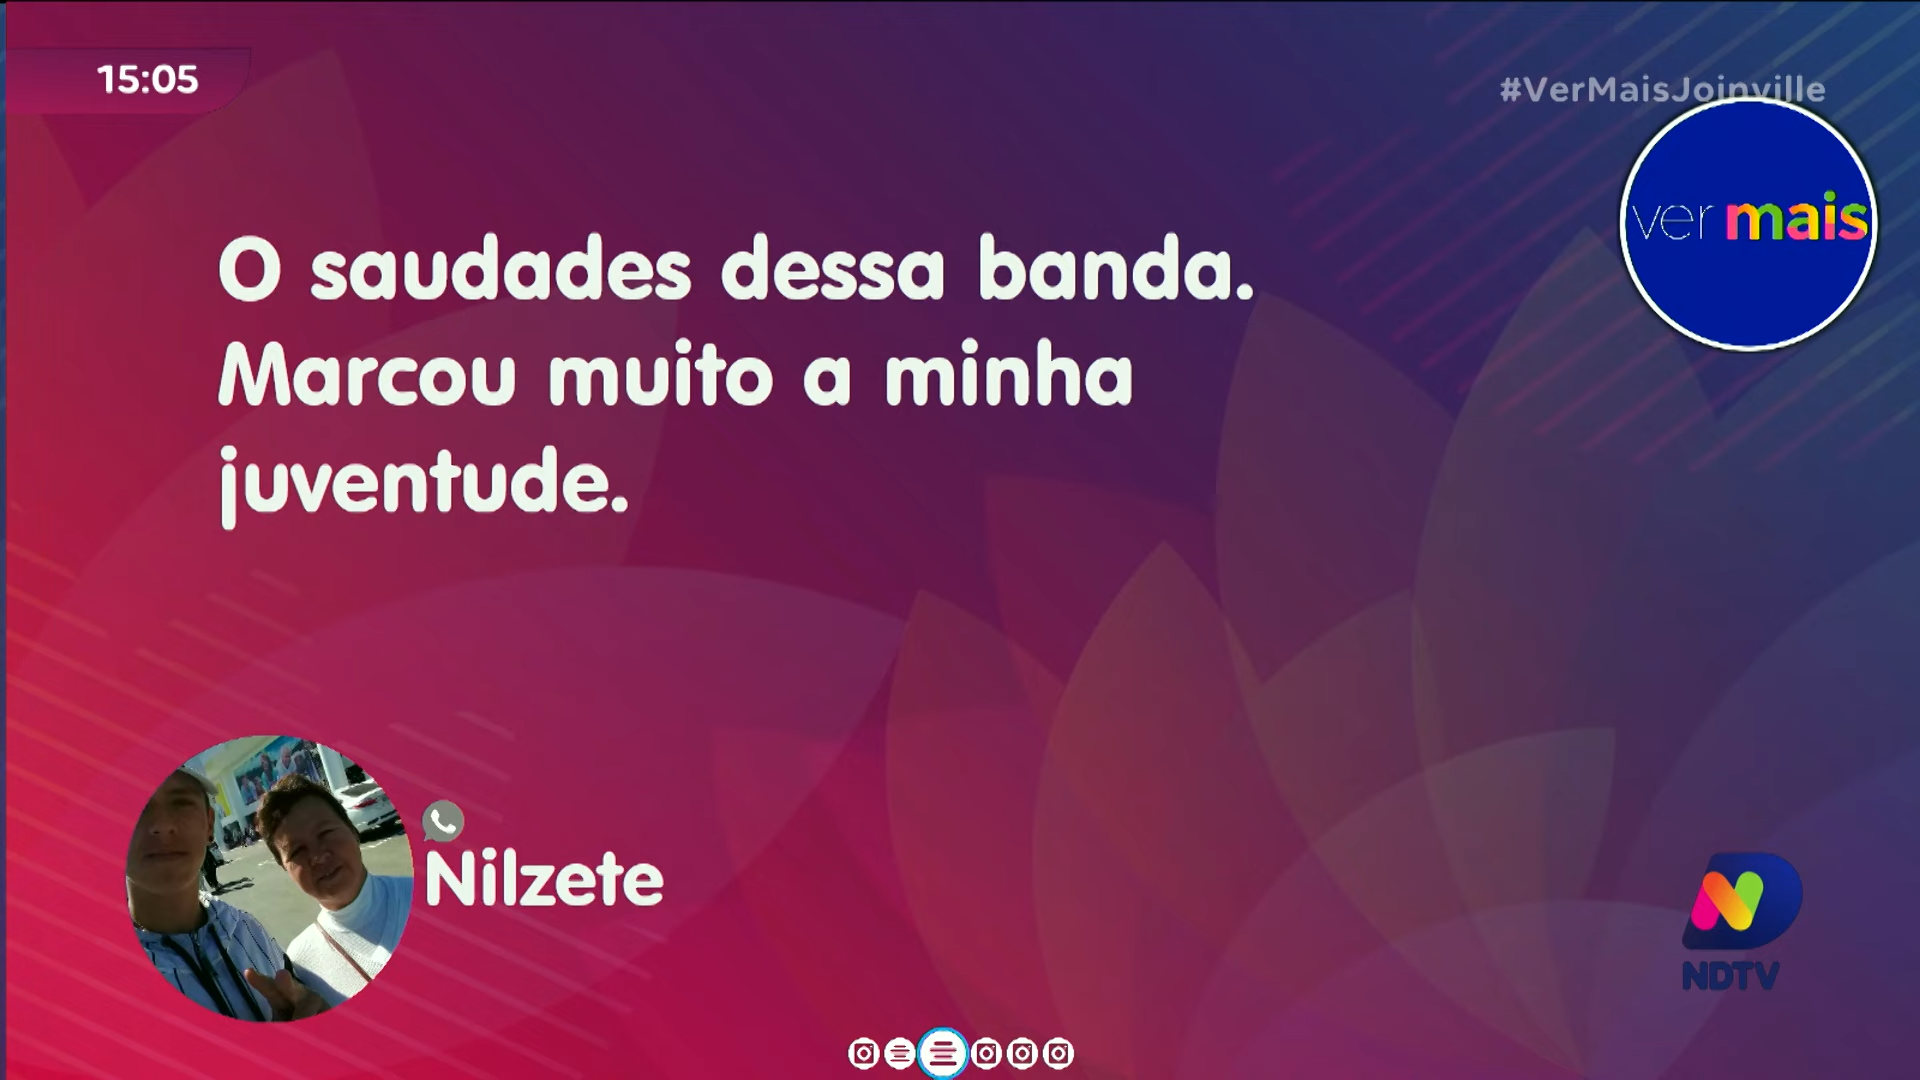 15:05
#VerMaisJoinville
ver mais
O saudades dessa banda.
Marcou muito a minha
juventude.
Nilzete
NDTV